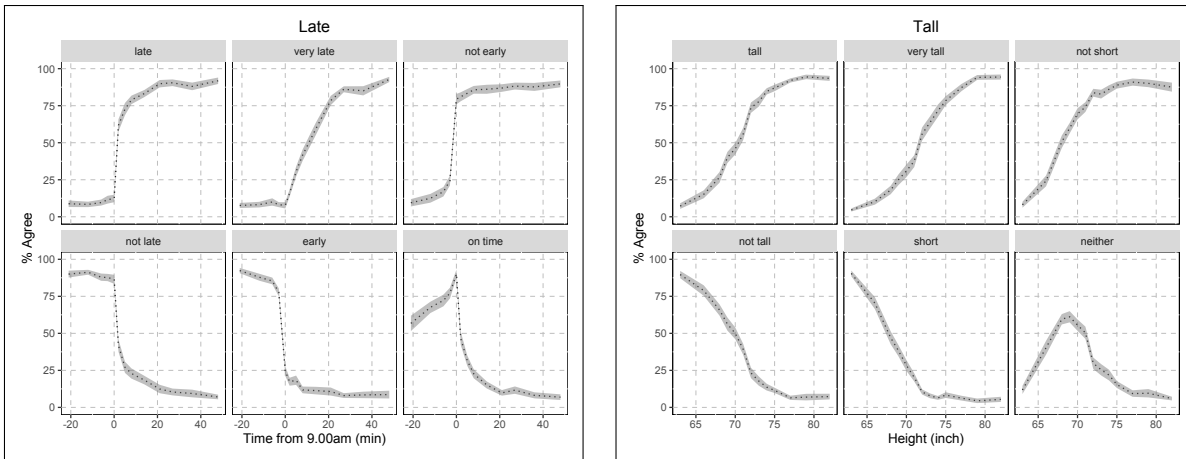 Late
late very late not early
100
75
50
25
0
not late early on time
100
75
50
25
0
% Agree
-20 0 20 40 -20 0 20 40 -20 0 20 40
Time from 9.00am (min)
Tall
tall very tall not short
100
75
50
25
0
not tall short neither
100
75
50
25
0
% Agree
65 70 75 80 65 70 75 80 65 70 75 80
Height (inch)